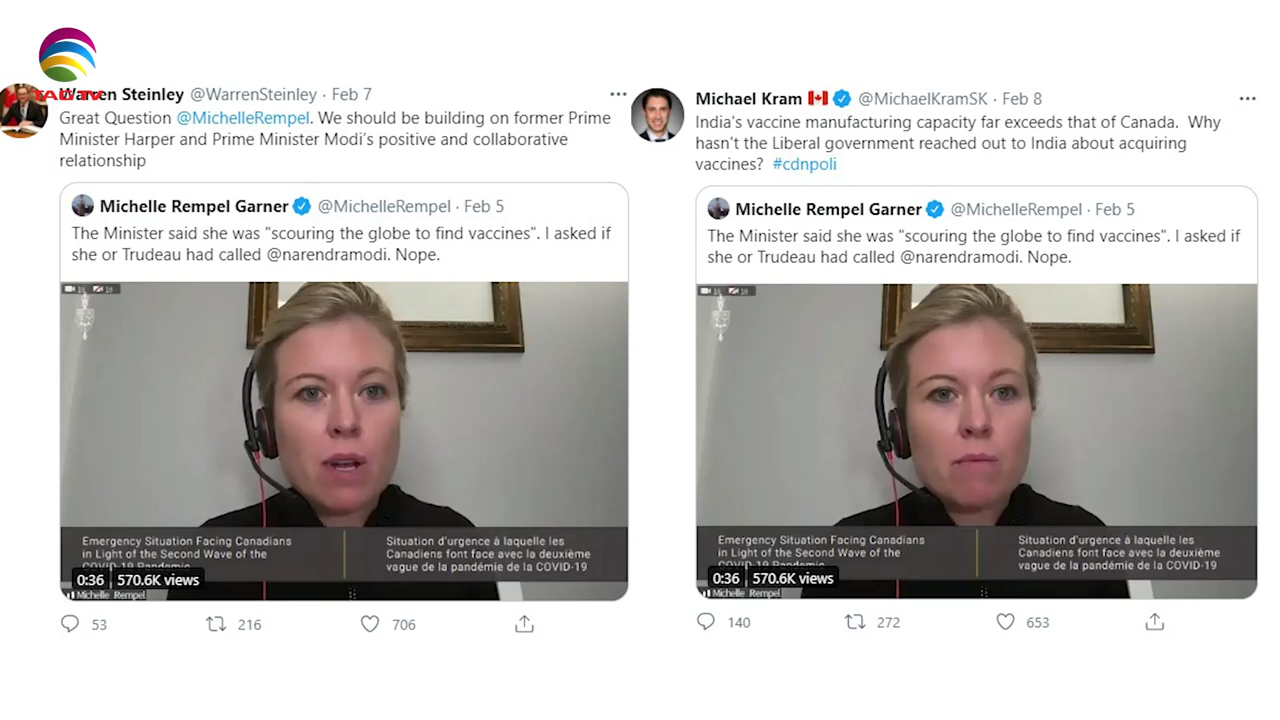 TAG TV
Warren Steinley @WarrenSteinley · Feb 7
Great Question @MichelleRempel. We should be building on former Prime
Minister Harper and Prime Minister Modi's positive and collaborative
relationship
Michelle Rempel Garner @MichelleRempel · Feb 5
The Minister said she was "scouring the globe to find vaccines". I asked if
she or Trudeau had called @narendramodi. Nope.
Emergency Situation Facing Canadians
in Light of the Second Wave of the
COVID-19 Pandemic
Situation d'urgence à laquelle les
Canadiens font face avec la deuxième
vague de la pandémie de la COVID-19
0:36 570.6K views
Michelle Rempel
53 216 706
Michael Kram @MichaelKramSK · Feb 8
India's vaccine manufacturing capacity far exceeds that of Canada. Why
hasn't the Liberal government reached out to India about acquiring
vaccines? #cdnpoli
Michelle Rempel Garner @MichelleRempel · Feb 5
The Minister said she was "scouring the globe to find vaccines". I asked if
she or Trudeau had called @narendramodi. Nope.
Emergency Situation Facing Canadians
in Light of the Second Wave of the
COVID-19 Pandemic
Situation d'urgence à laquelle les
Canadiens font face avec la deuxième
vague de la pandémie de la COVID-19
0:36 570.6K views
Michelle Rempel
140 272 653